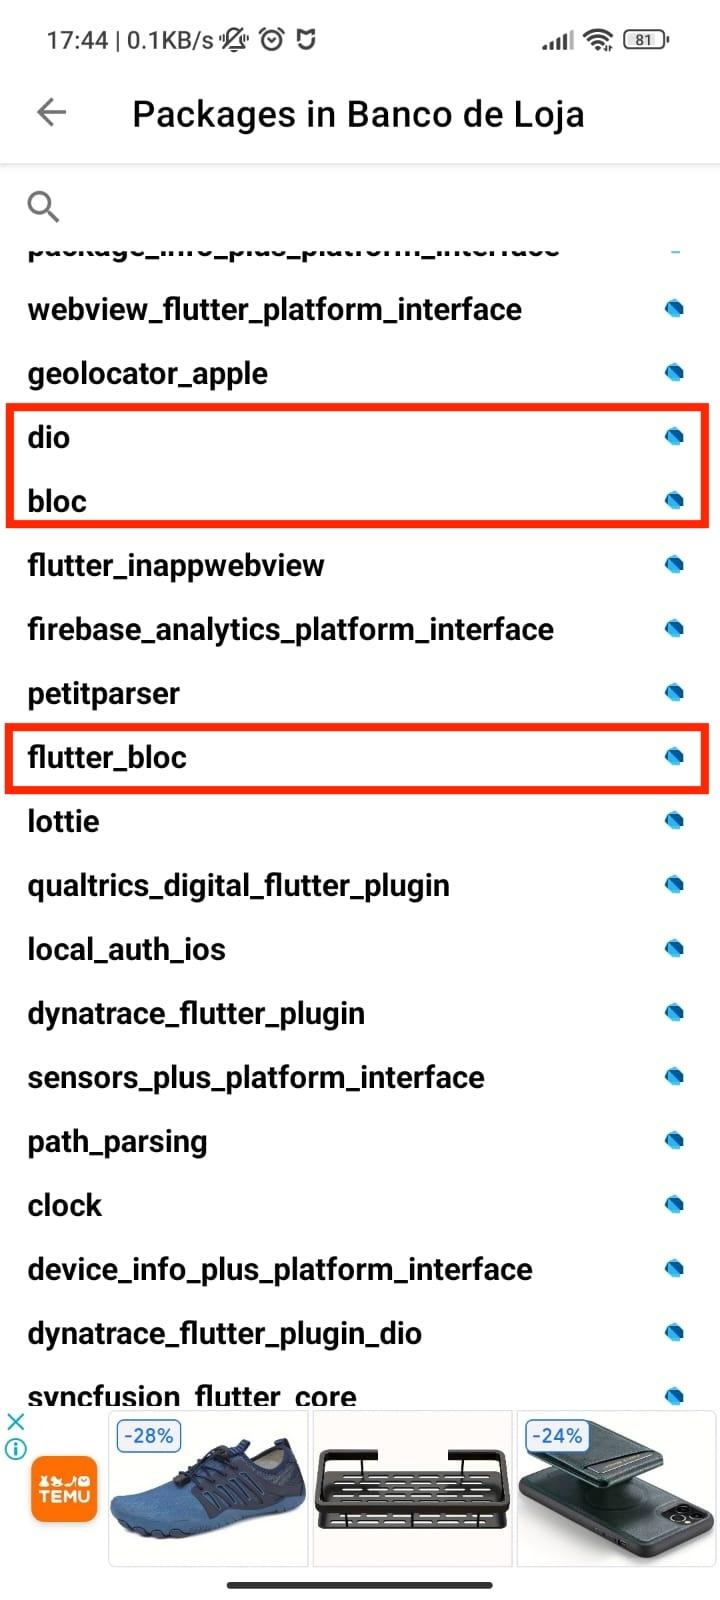 17:44 | 0.1KB/s
81
Packages in Banco de Loja
package_info_plus_platform_interface
webview_flutter_platform_interface
geolocator_apple
dio
bloc
flutter_inappwebview
firebase_analytics_platform_interface
petitparser
flutter_bloc
lottie
qualtrics_digital_flutter_plugin
local_auth_ios
dynatrace_flutter_plugin
sensors_plus_platform_interface
path_parsing
clock
device_info_plus_platform_interface
dynatrace_flutter_plugin_dio
syncfusion_flutter_core
-28%
-24%
TEMU